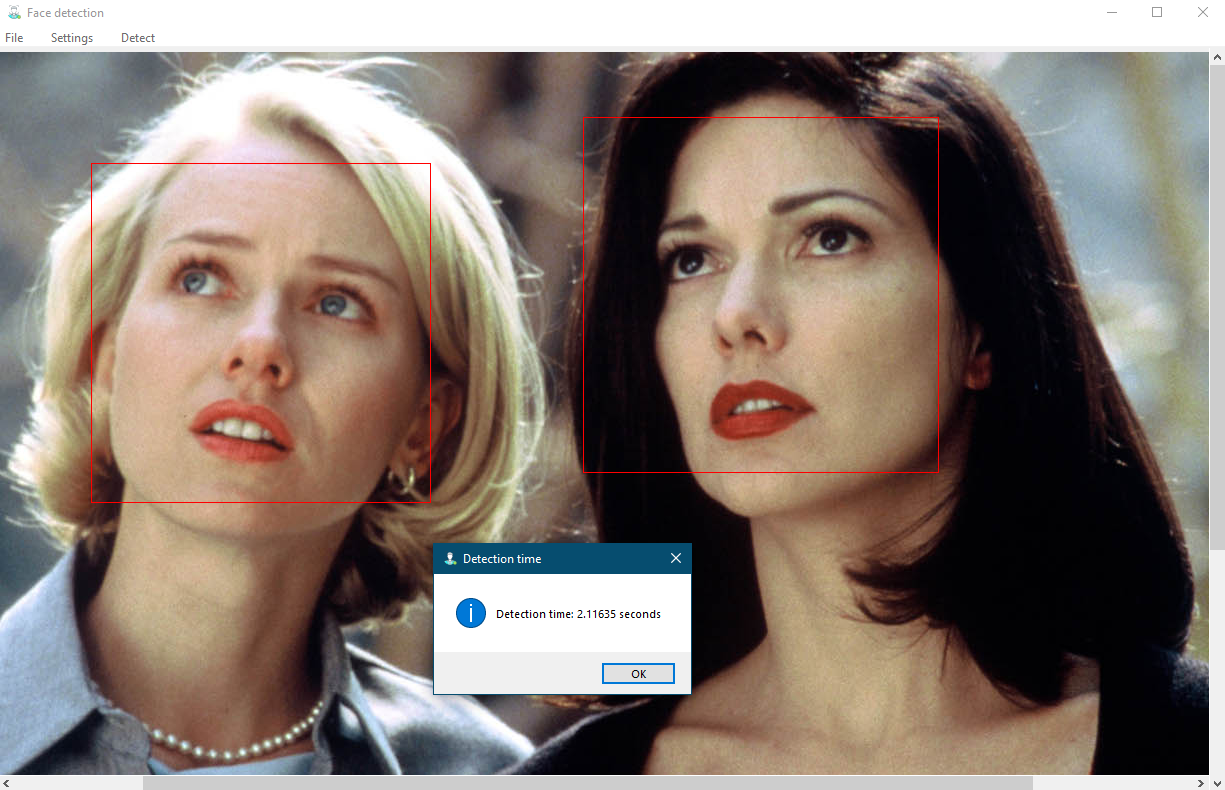 Face detection
File Settings Detect
Detection time
Detection time: 2.11635 seconds
OK